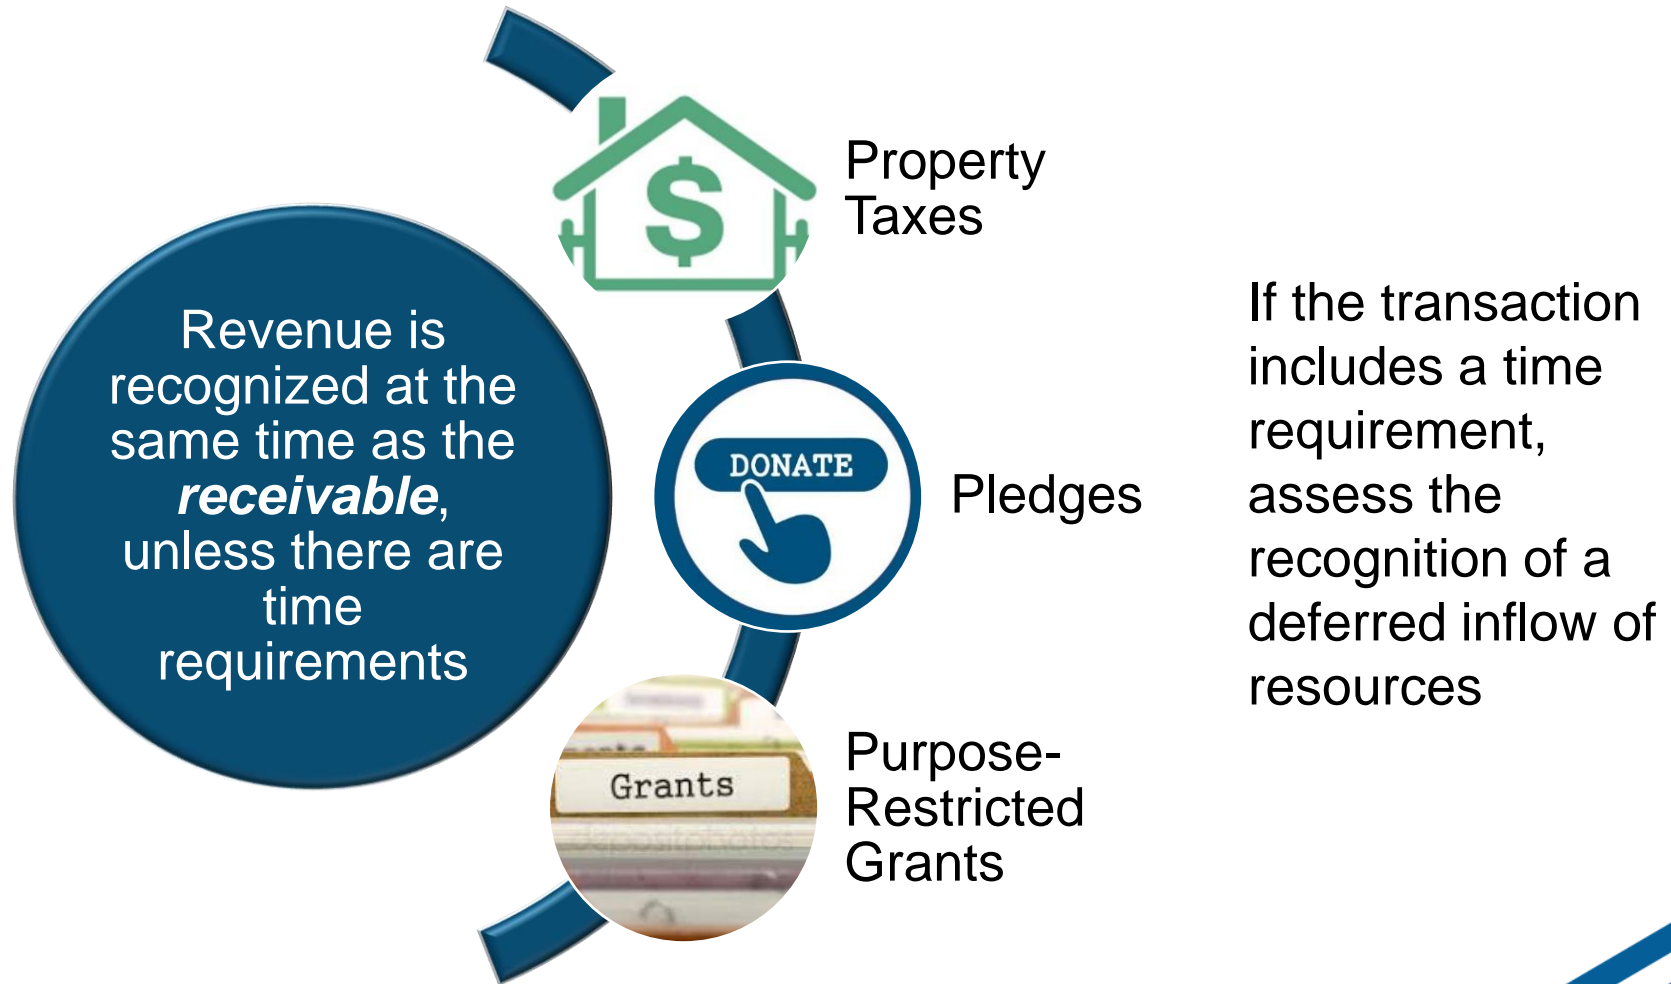 Revenue is
recognized at the
same time as the
receivable,
unless there are
time
requirements
$
Property
Taxes
DONATE
Pledges
Grants
depositphotos
Purpose-
Restricted
Grants
If the transaction
includes a time
requirement,
assess the
recognition of a
deferred inflow of
resources